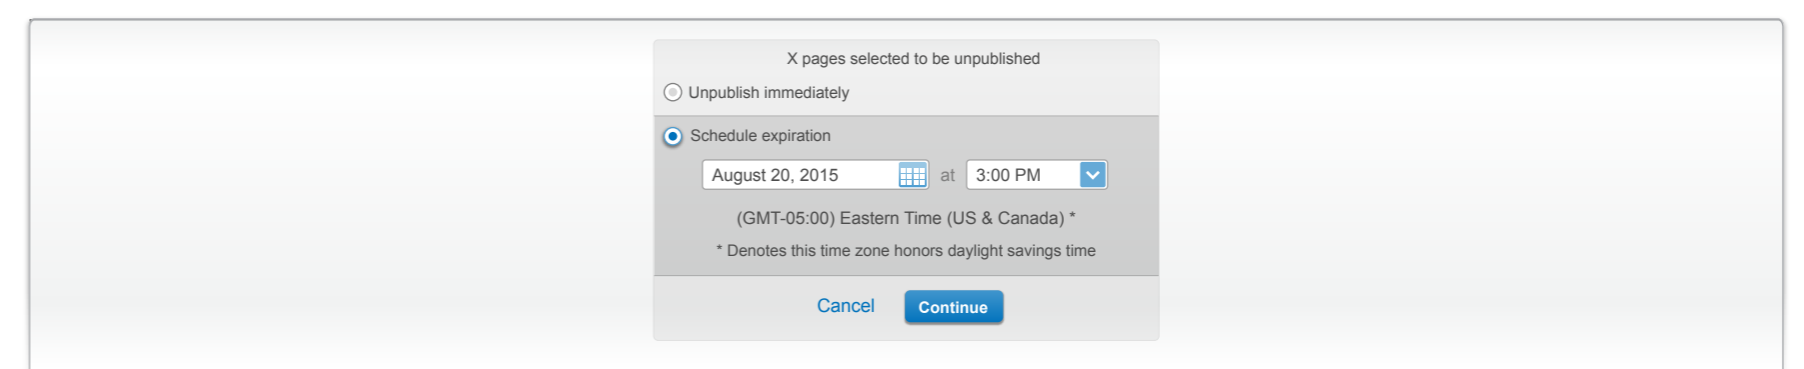 X pages selected to be unpublished
Unpublish immediately
Schedule expiration
August 20, 2015 at 3:00 PM
(GMT-05:00) Eastern Time (US & Canada) *
* Denotes this time zone honors daylight savings time
Cancel Continue